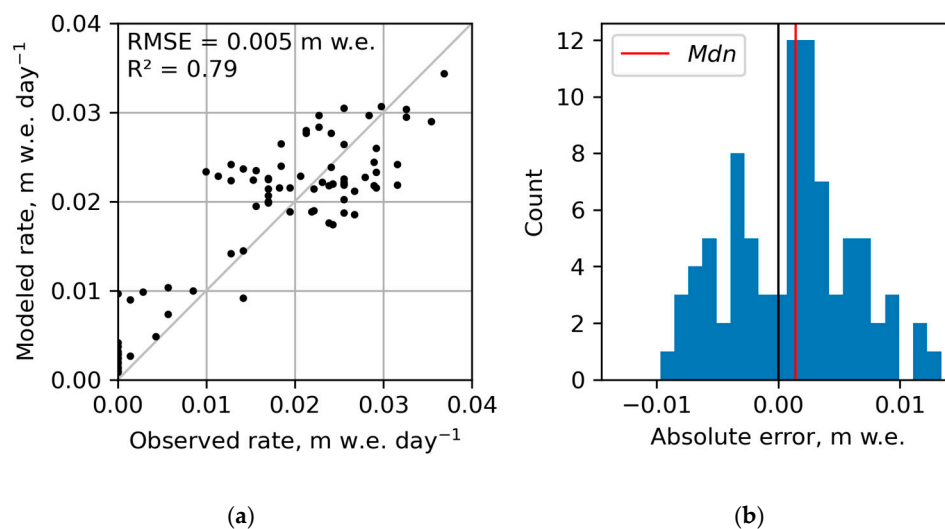 RMSE = 0.005 m w.e.
R² = 0.79
Modeled rate, m w.e. day⁻¹
0.04
0.03
0.02
0.01
0.00
0.00 0.01 0.02 0.03 0.04
Observed rate, m w.e. day⁻¹
(a)
Mdn
Count
12
10
8
6
4
2
0
−0.01 0.00 0.01
Absolute error, m w.e.
(b)